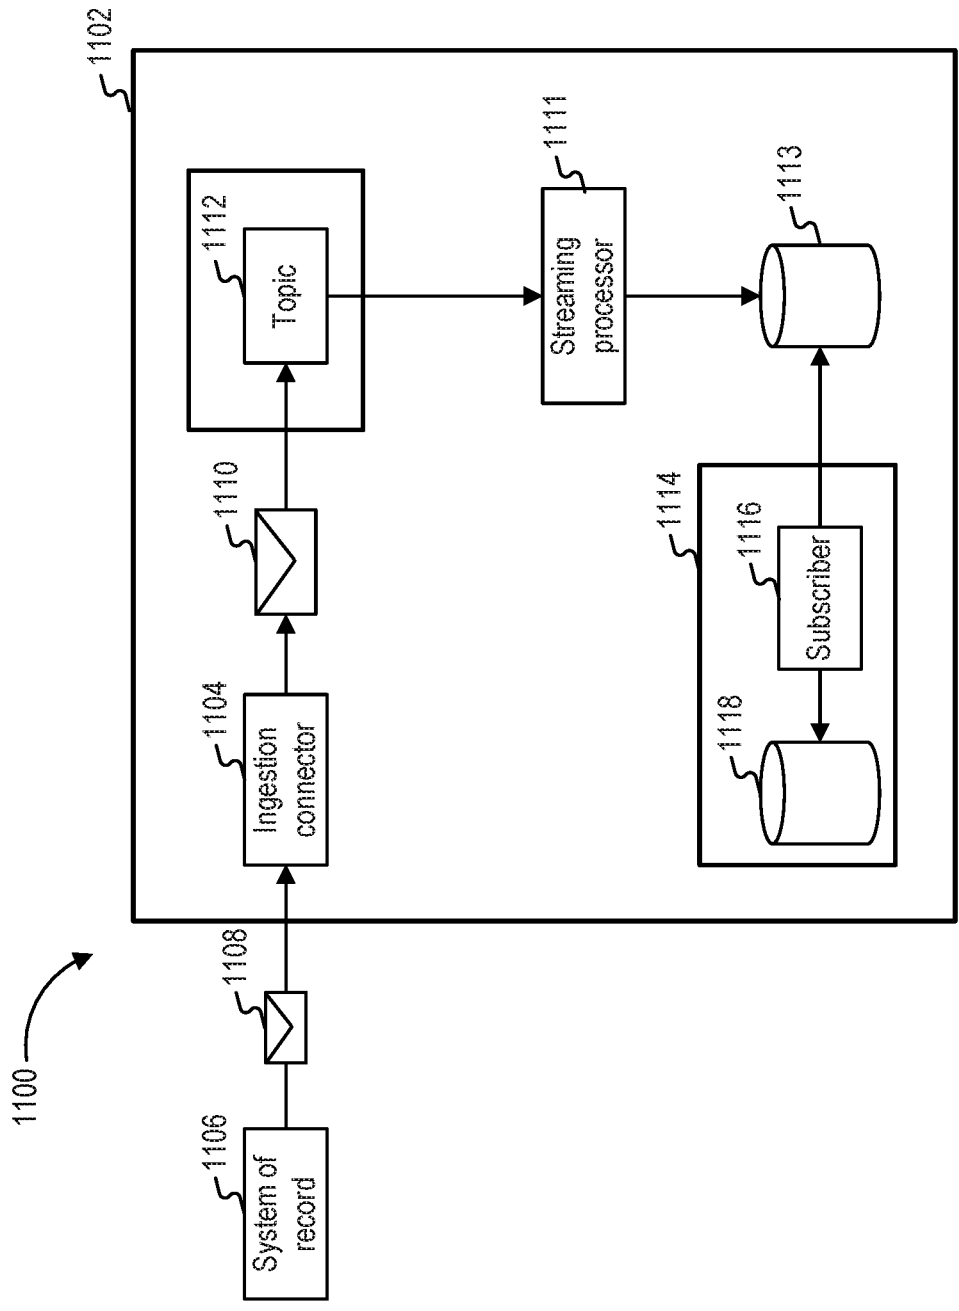 1100
1102
1106
System of
record
1108
1104
Ingestion
connector
1110
1112
Topic
1111
Streaming
processor
1113
1114
1116
Subscriber
1118